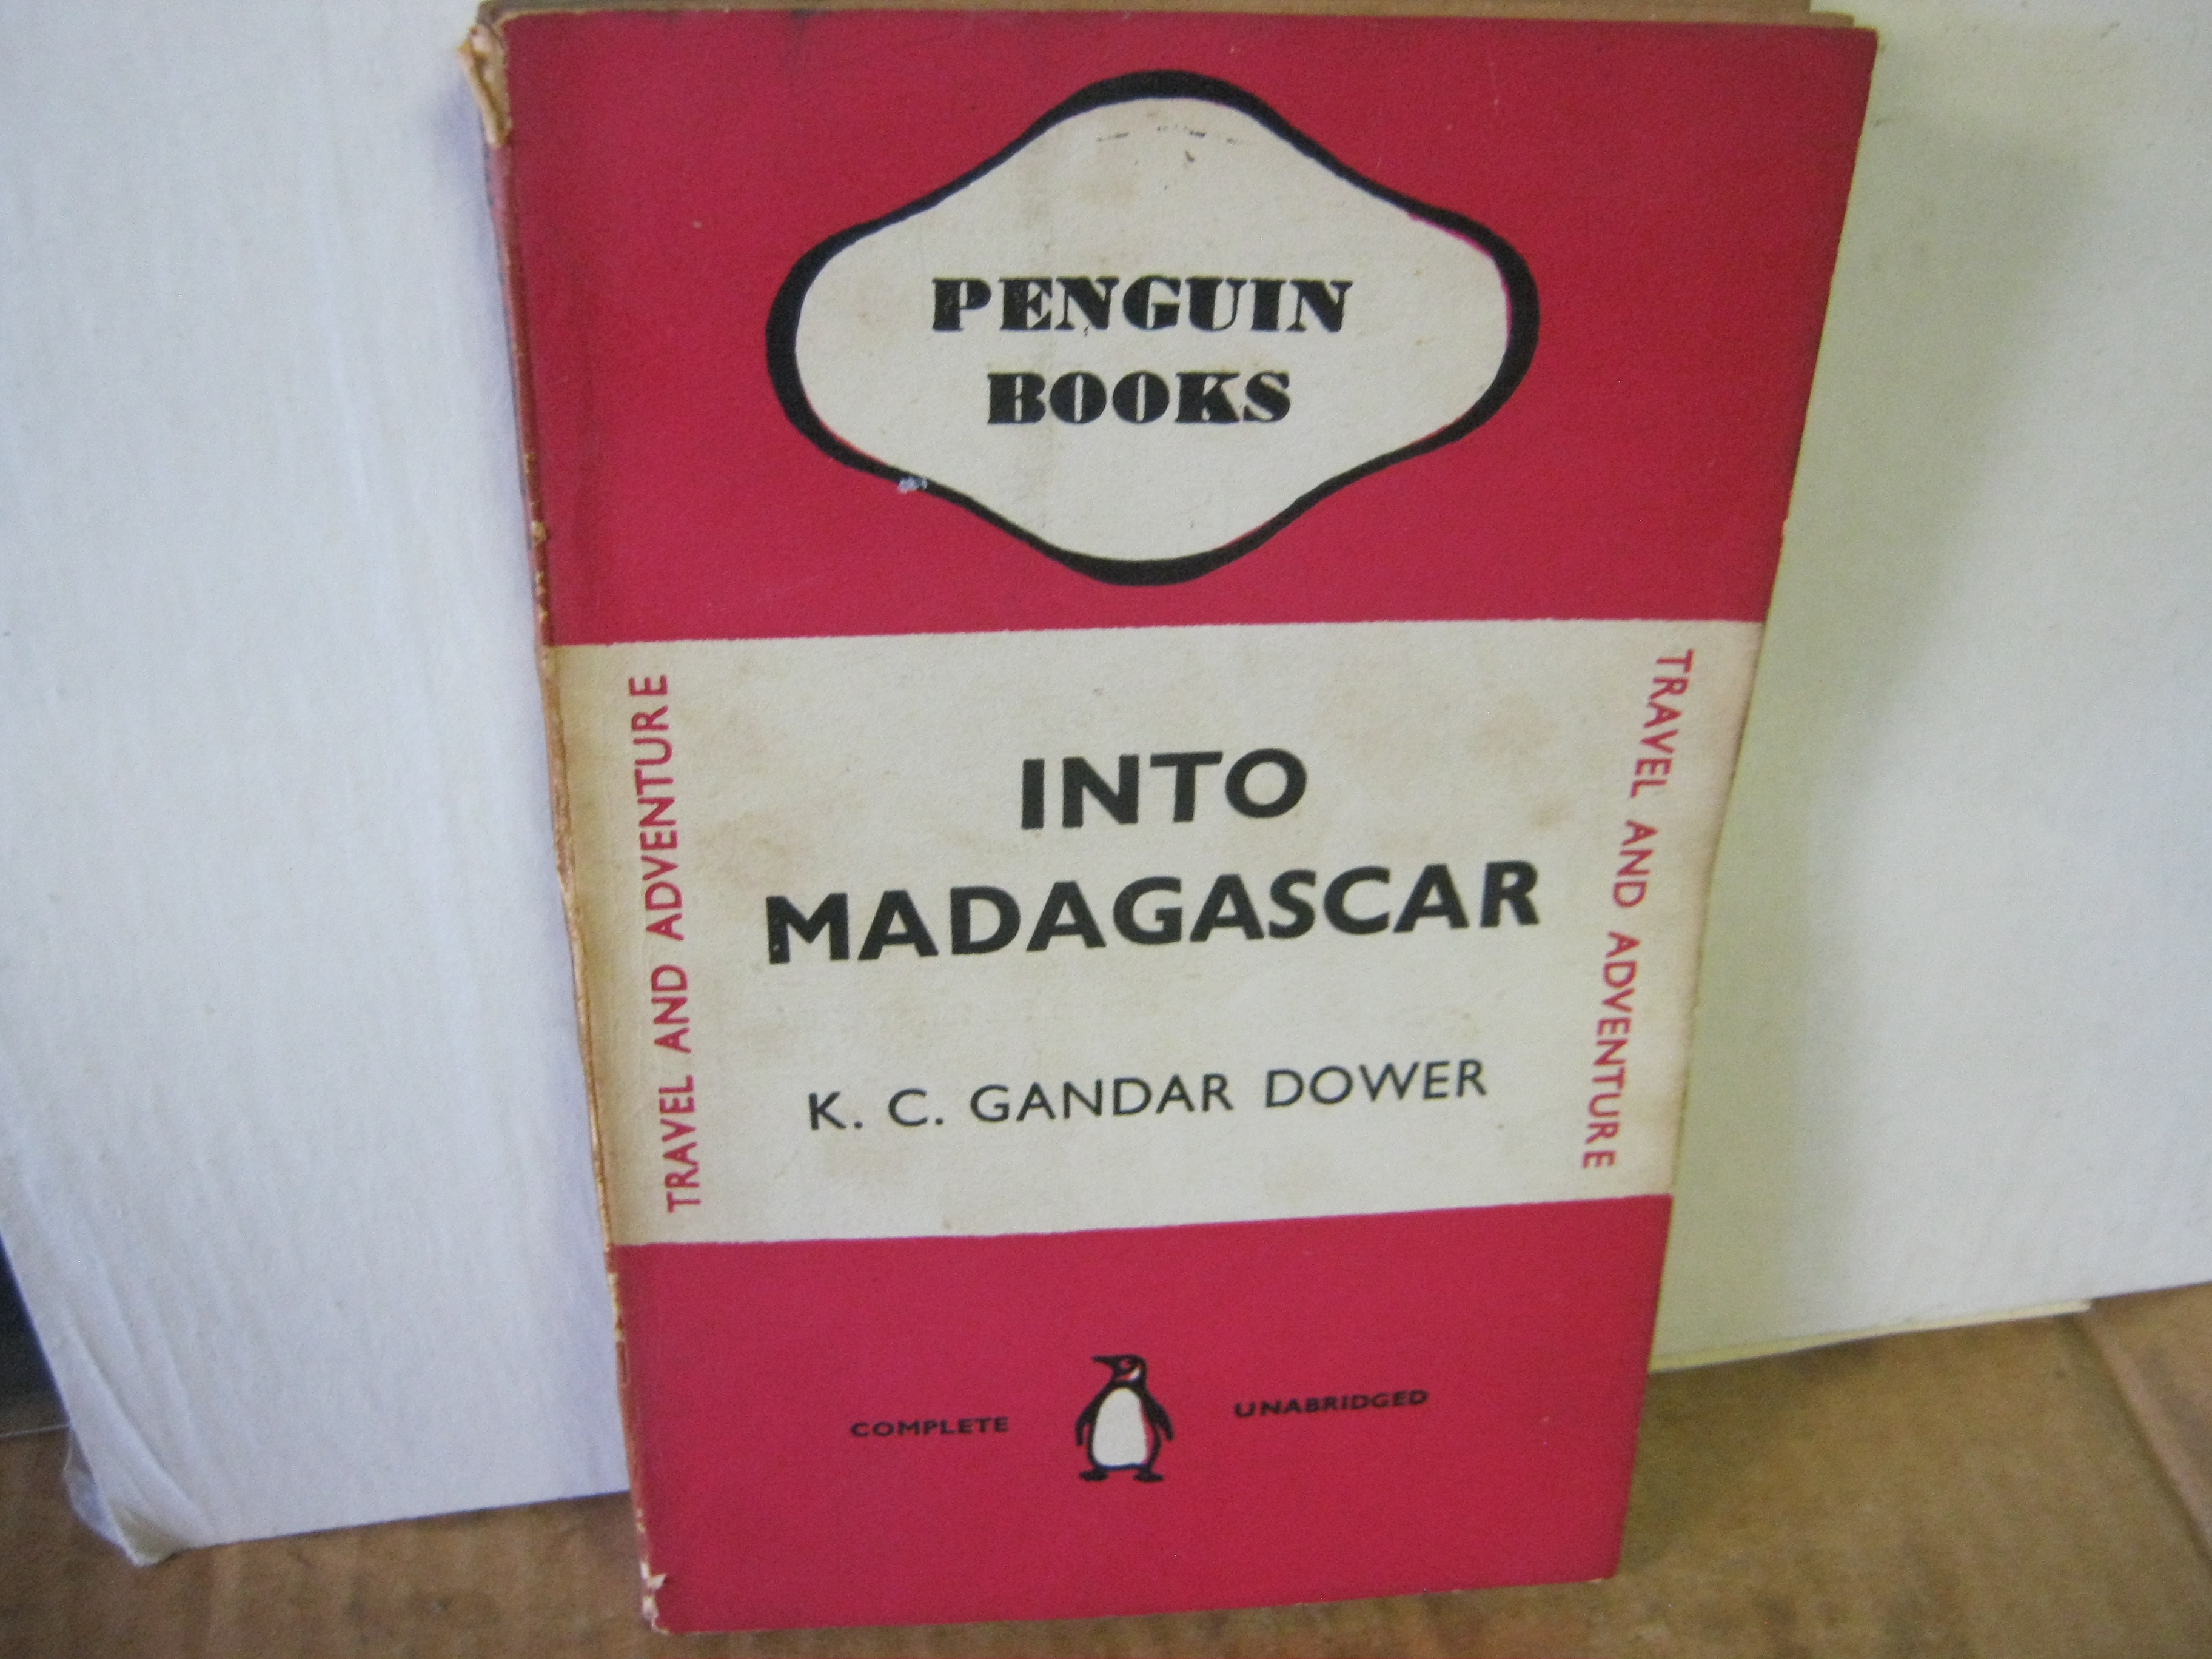 PENGUIN
BOOKS
TRAVEL AND ADVENTURE
INTO
MADAGASCAR
K. C. GANDAR DOWER
TRAVEL AND ADVENTURE
COMPLETE
UNABRIDGED